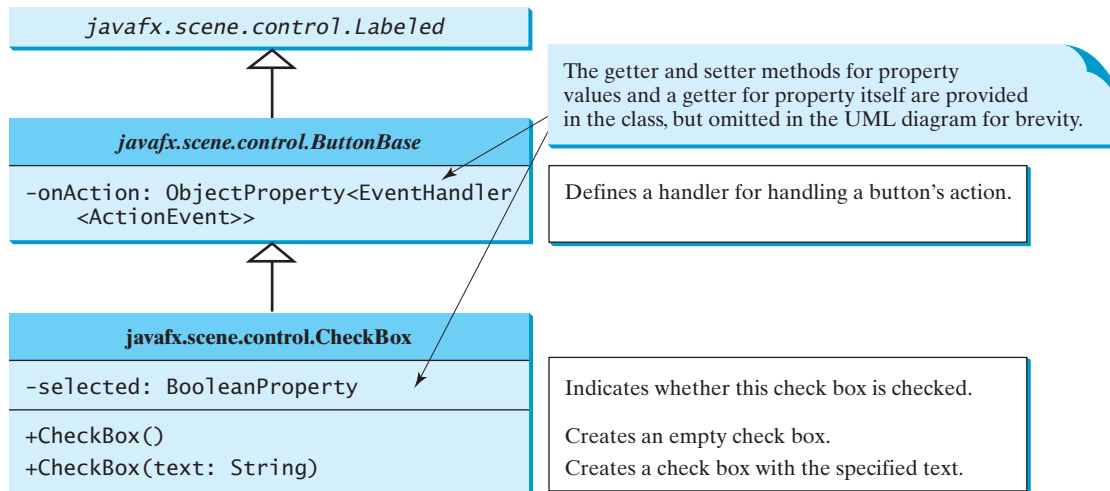 javafx.scene.control.Labeled
The getter and setter methods for property
values and a getter for property itself are provided
in the class, but omitted in the UML diagram for brevity.
javafx.scene.control.ButtonBase
-onAction: ObjectProperty<EventHandler
<ActionEvent>>
Defines a handler for handling a button's action.
javafx.scene.control.CheckBox
-selected: BooleanProperty
Indicates whether this check box is checked.
+CheckBox()
Creates an empty check box.
+CheckBox(text: String)
Creates a check box with the specified text.